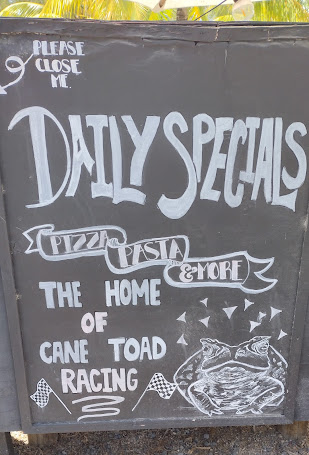 PLEASE
CLOSE
ME.
DAILY SPECIALS
PIZZA
PASTA
& MORE
THE HOME
OF
CANE TOAD
RACING